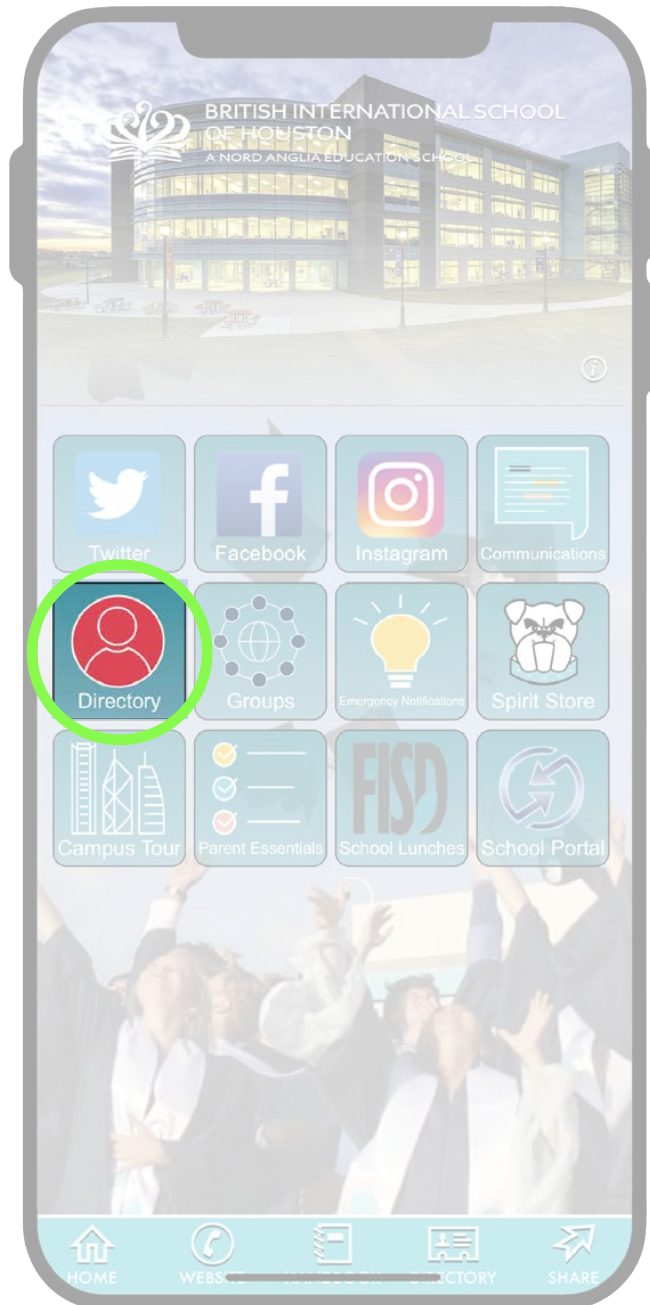 BRITISH INTERNATIONAL SCHOOL
OF HOUSTON
A NORD ANGLIA EDUCATION SCHOOL
Twitter
Facebook
Instagram
Communications
Directory
Groups
Emergency Notifications
Spirit Store
Campus Tour
Parent Essentials
FISD
School Lunches
School Portal
HOME
WEBSITE
HANDBOOK
DIRECTORY
SHARE